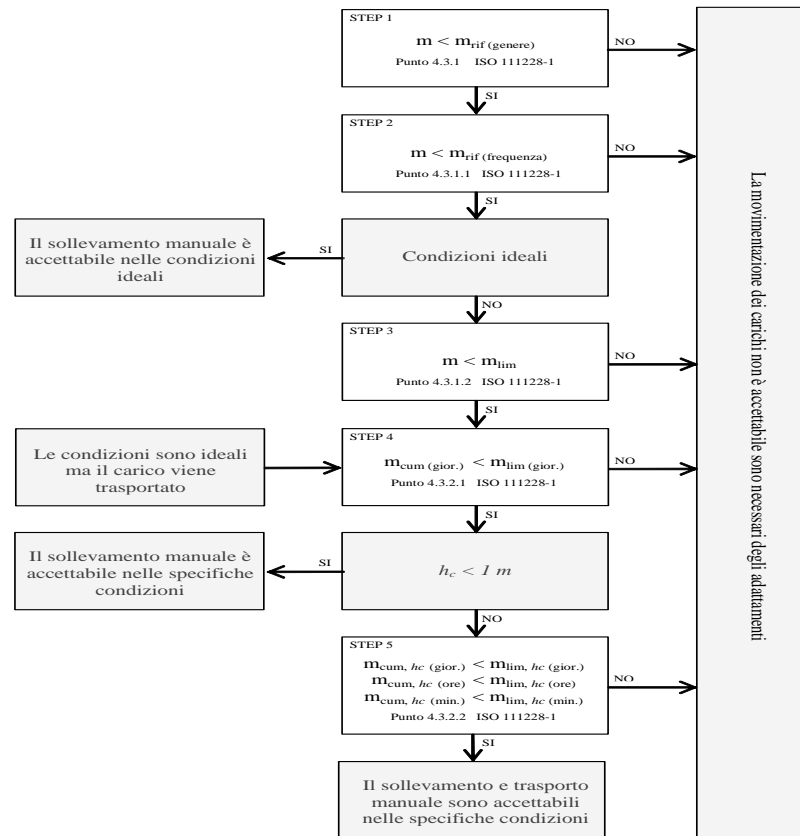 STEP 1
m < mrif (genere)
Punto 4.3.1 ISO 111228-1
NO
SI
STEP 2
m < mrif (frequenza)
Punto 4.3.1.1 ISO 111228-1
NO
SI
Il sollevamento manuale è
accettabile nelle condizioni
ideali
SI
Condizioni ideali
NO
STEP 3
m < mlim
Punto 4.3.1.2 ISO 111228-1
NO
SI
Le condizioni sono ideali
ma il carico viene
trasportato
STEP 4
mcum (gior.) < mlim (gior.)
Punto 4.3.2.1 ISO 111228-1
NO
SI
Il sollevamento manuale è
accettabile nelle specifiche
condizioni
SI
hc < 1 m
NO
STEP 5
mcum, hc (gior.) < mlim, hc (gior.)
mcum, hc (ore) < mlim, hc (ore)
mcum, hc (min.) < mlim, hc (min.)
Punto 4.3.2.2 ISO 111228-1
NO
SI
Il sollevamento e trasporto
manuale sono accettabili
nelle specifiche condizioni
La movimentazione dei carichi non è accettabile sono necessari degli adattamenti